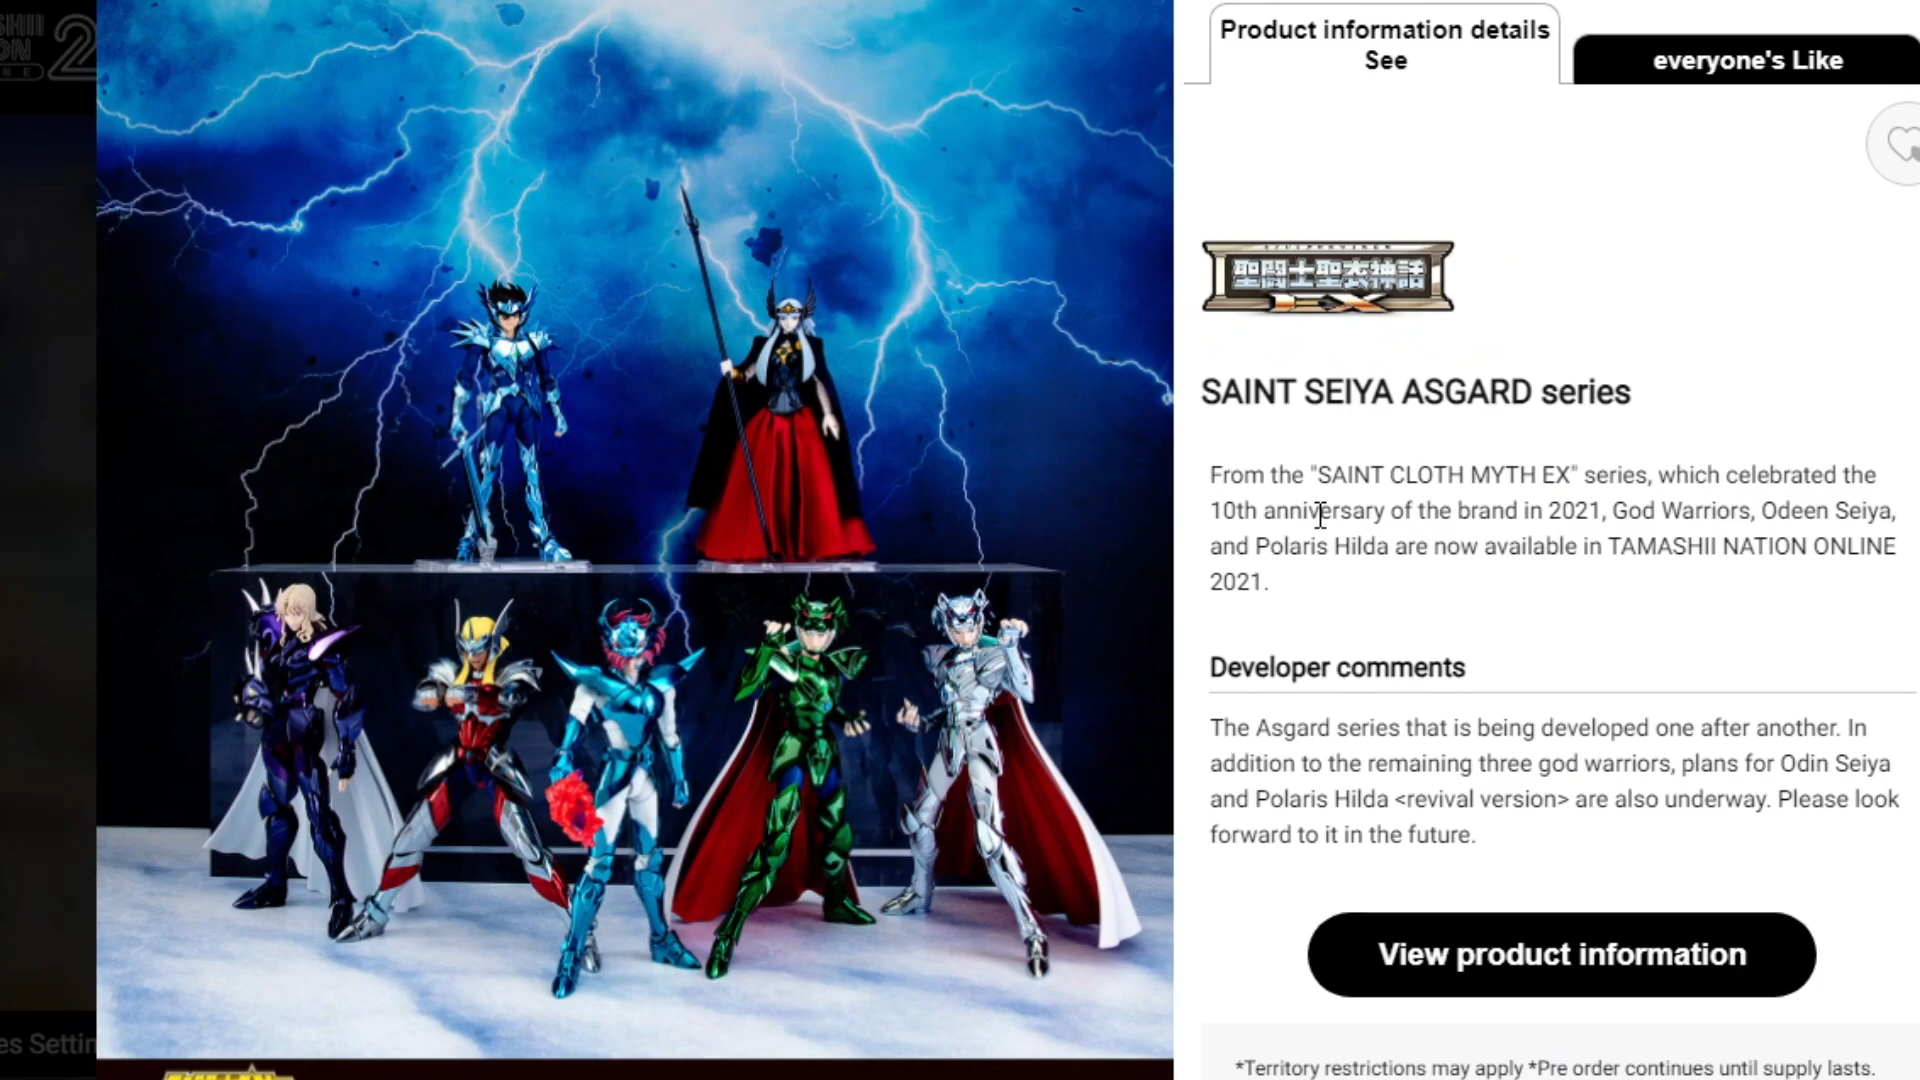 Product information details
See
everyone's Like
聖闘士聖衣神話
EX
SAINT SEIYA ASGARD series
From the "SAINT CLOTH MYTH EX" series, which celebrated the
10th anniversary of the brand in 2021, God Warriors, Odeen Seiya,
and Polaris Hilda are now available in TAMASHII NATION ONLINE
2021.
Developer comments
The Asgard series that is being developed one after another. In
addition to the remaining three god warriors, plans for Odin Seiya
and Polaris Hilda <revival version> are also underway. Please look
forward to it in the future.
View product information
es Settin
*Territory restrictions may apply *Pre order continues until supply lasts.